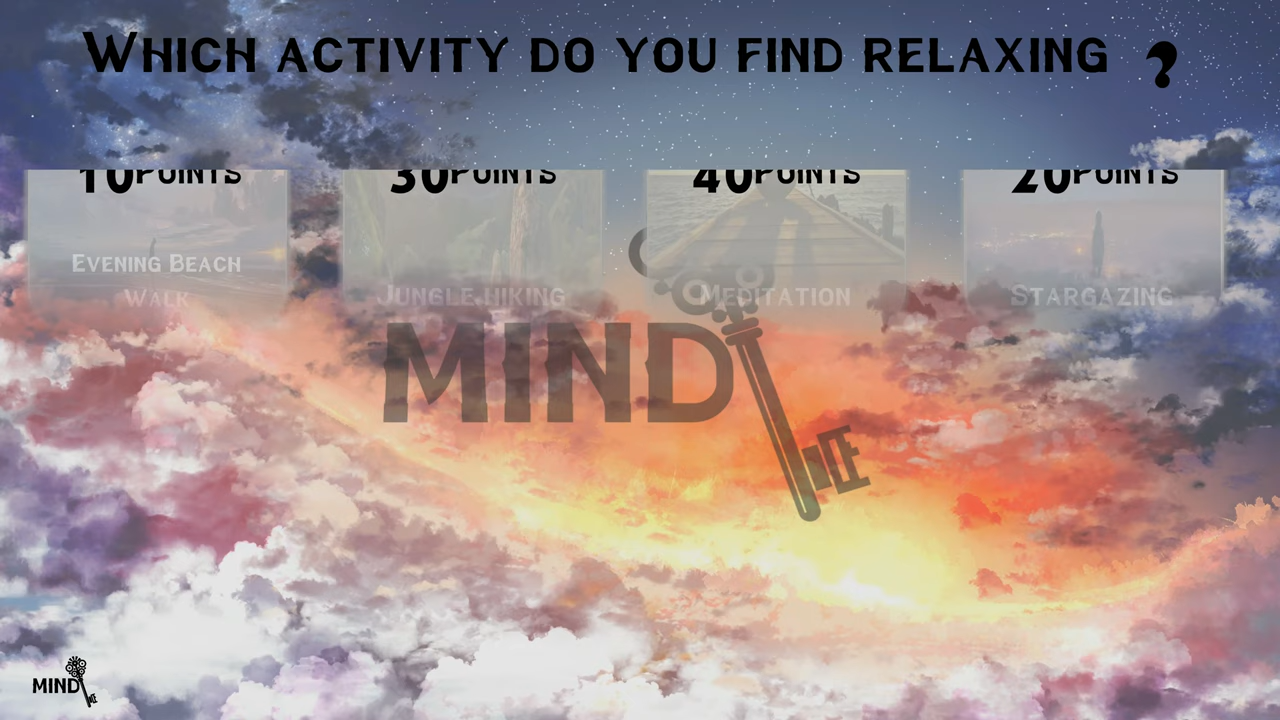 Which activity do you find relaxing ?
10 points
30 points
40 points
20 points
Evening Beach
Walk
Jungle hiking
Meditation
Stargazing
MIND
MIND